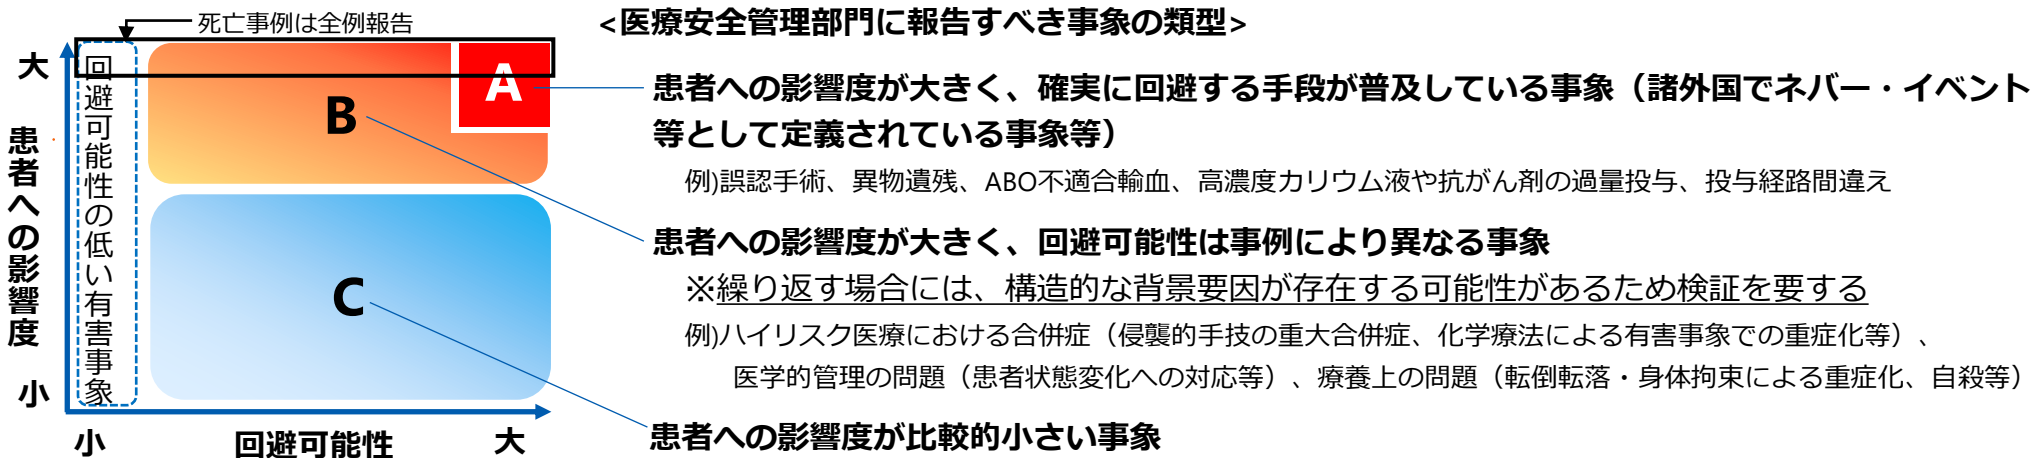 死亡事例は全例報告
<医療安全管理部門に報告すべき事象の類型>
大
患者への影響度
小
回避可能性の低い有害事象
A
B
C
小
回避可能性
大
患者への影響度が大きく、確実に回避する手段が普及している事象（諸外国でネバー・イベント
等として定義されている事象等）
例)誤認手術、異物遺残、ABO不適合輸血、高濃度カリウム液や抗がん剤の過量投与、投与経路間違え
患者への影響度が大きく、回避可能性は事例により異なる事象
※繰り返す場合には、構造的な背景要因が存在する可能性があるため検証を要する
例)ハイリスク医療における合併症（侵襲的手技の重大合併症、化学療法による有害事象での重症化等）、
医学的管理の問題（患者状態変化への対応等）、療養上の問題（転倒転落・身体拘束による重症化、自殺等）
患者への影響度が比較的小さい事象